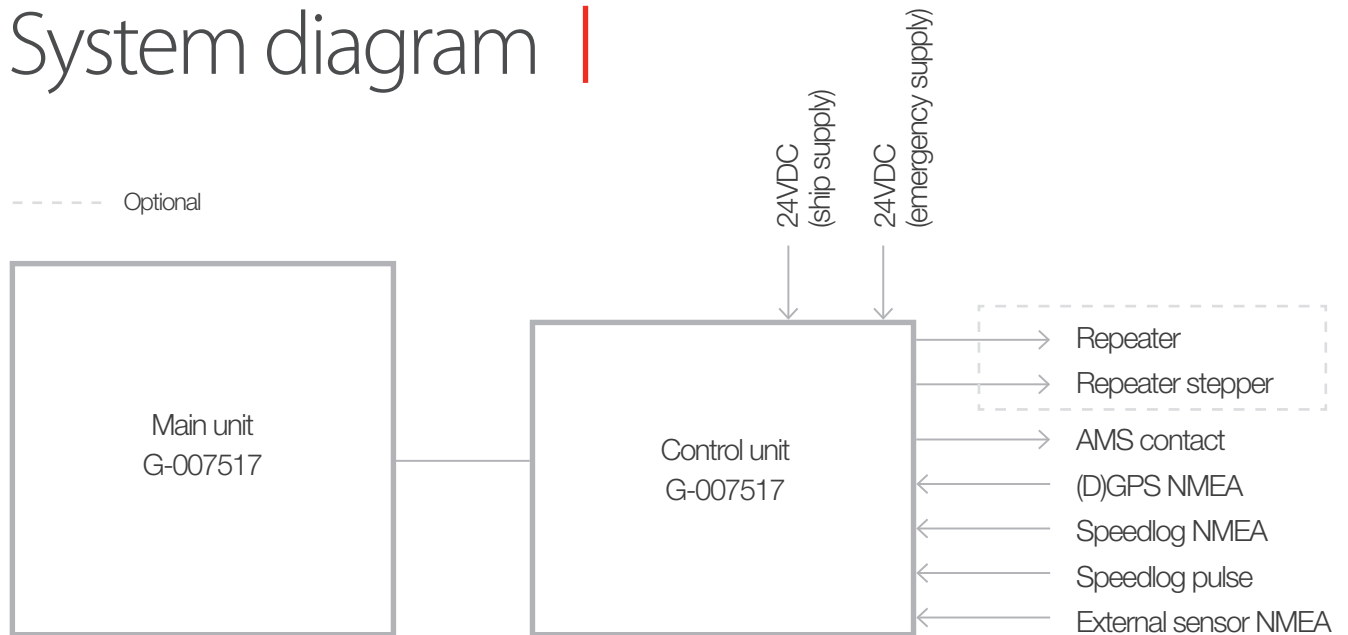 System diagram
24VDC
(ship supply)
24VDC
(emergency supply)
Optional
Main unit
G-007517
Control unit
G-007517
Repeater
Repeater stepper
AMS contact
(D)GPS NMEA
Speedlog NMEA
Speedlog pulse
External sensor NMEA